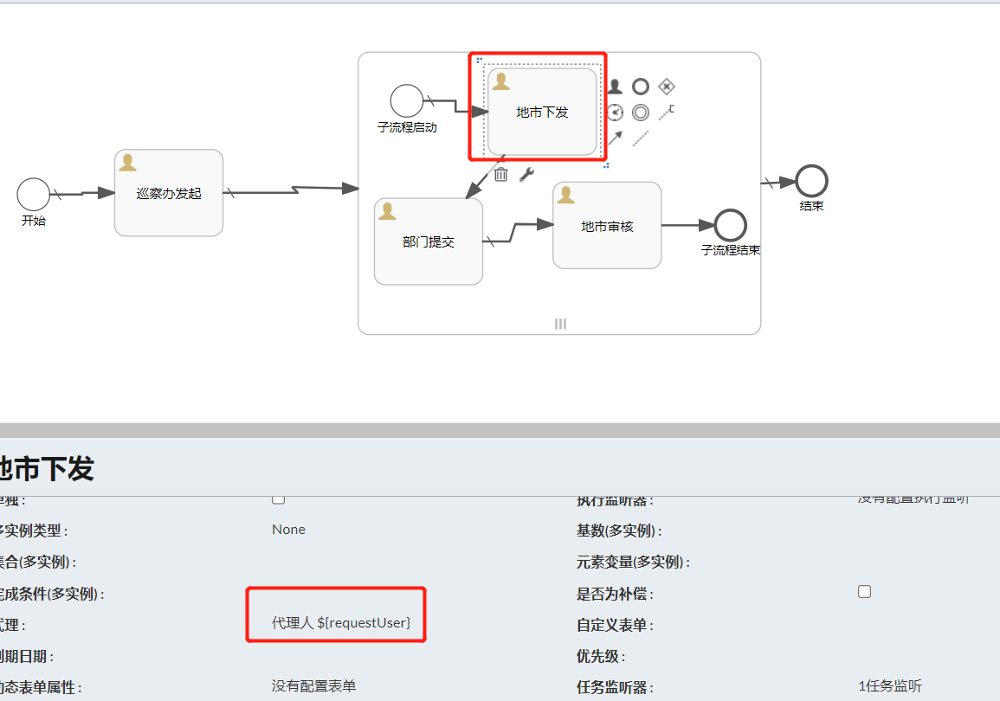 地市下发
子流程启动
巡察办发起
开始
部门提交
地市审核
子流程结束
结束
地市下发
单独 :
执行监听器 :
没有配置执行监听
多实例类型 :
None
基数(多实例) :
集合(多实例) :
元素变量(多实例) :
完成条件(多实例) :
是否为补偿 :
代理 :
代理人 ${requestUser}
自定义表单 :
到期日期 :
优先级 :
动态表单属性 :
没有配置表单
任务监听器 :
1任务监听